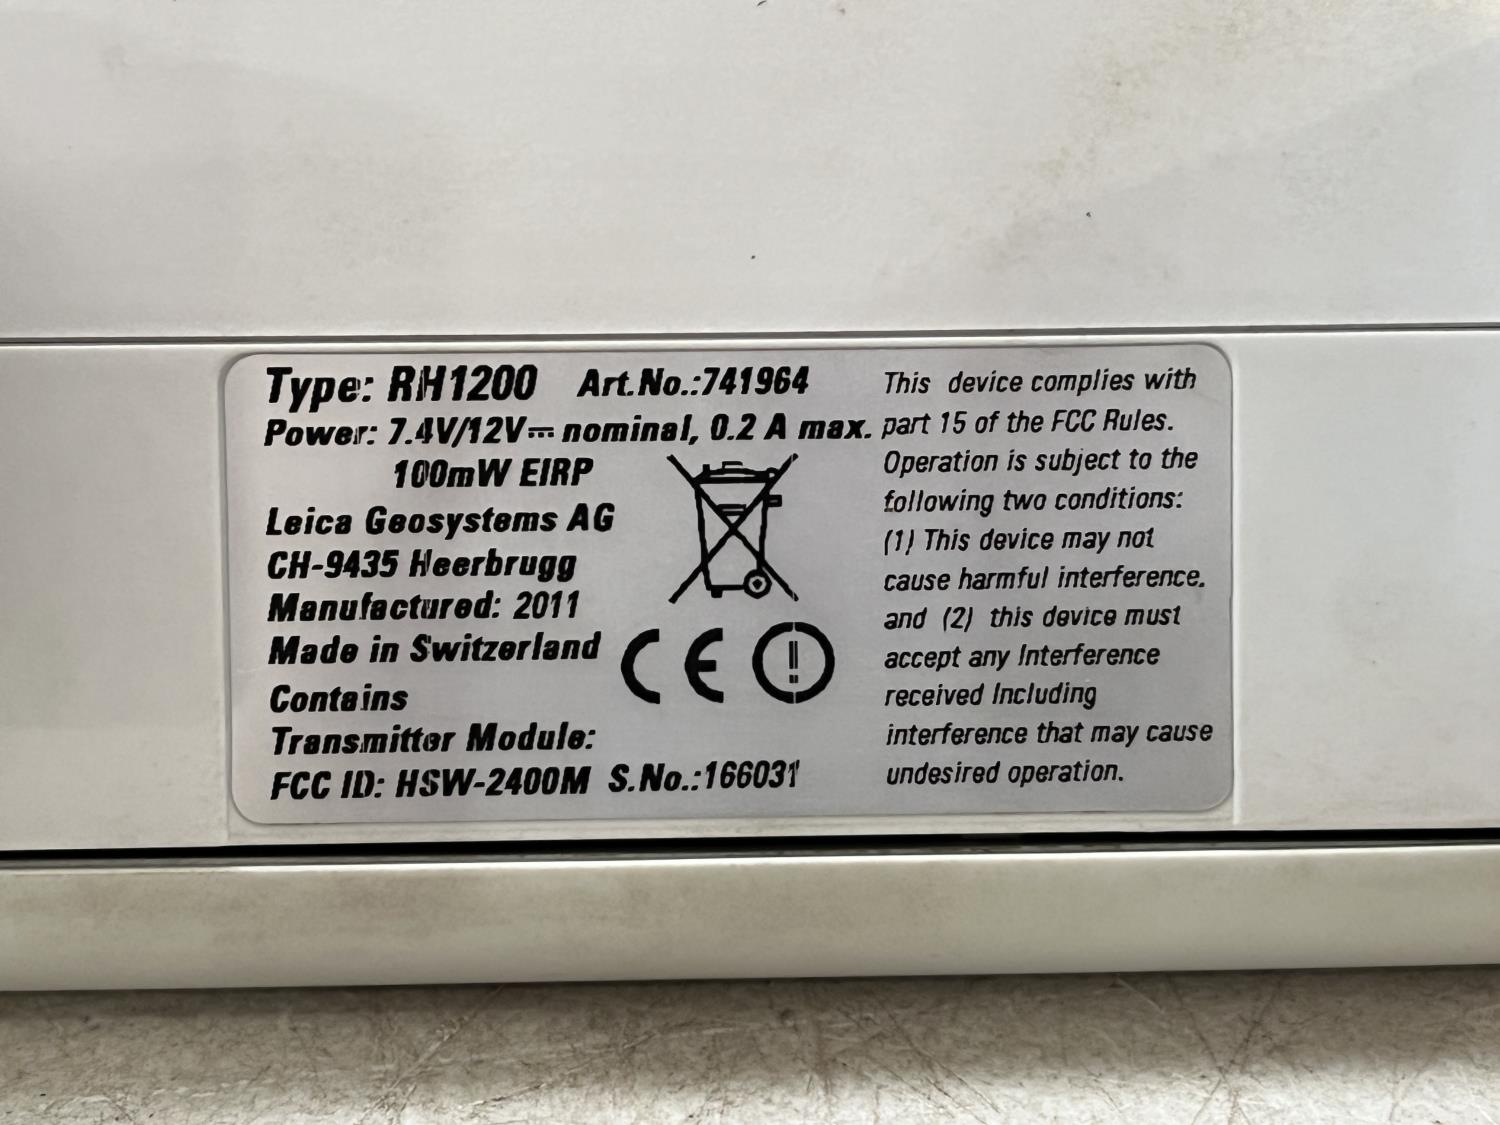 Type: RH1200 Art.No.:741964
Power: 7.4V/12V⎓ nominal, 0.2 A max.
100mW EIRP
Leica Geosystems AG
CH-9435 Heerbrugg
Manufactured: 2011
Made in Switzerland
Contains
Transmitter Module:
FCC ID: HSW-2400M S.No.:166031
CE
This device complies with
part 15 of the FCC Rules.
Operation is subject to the
following two conditions:
(1) This device may not
cause harmful interference.
and (2) this device must
accept any Interference
received Including
interference that may cause
undesired operation.